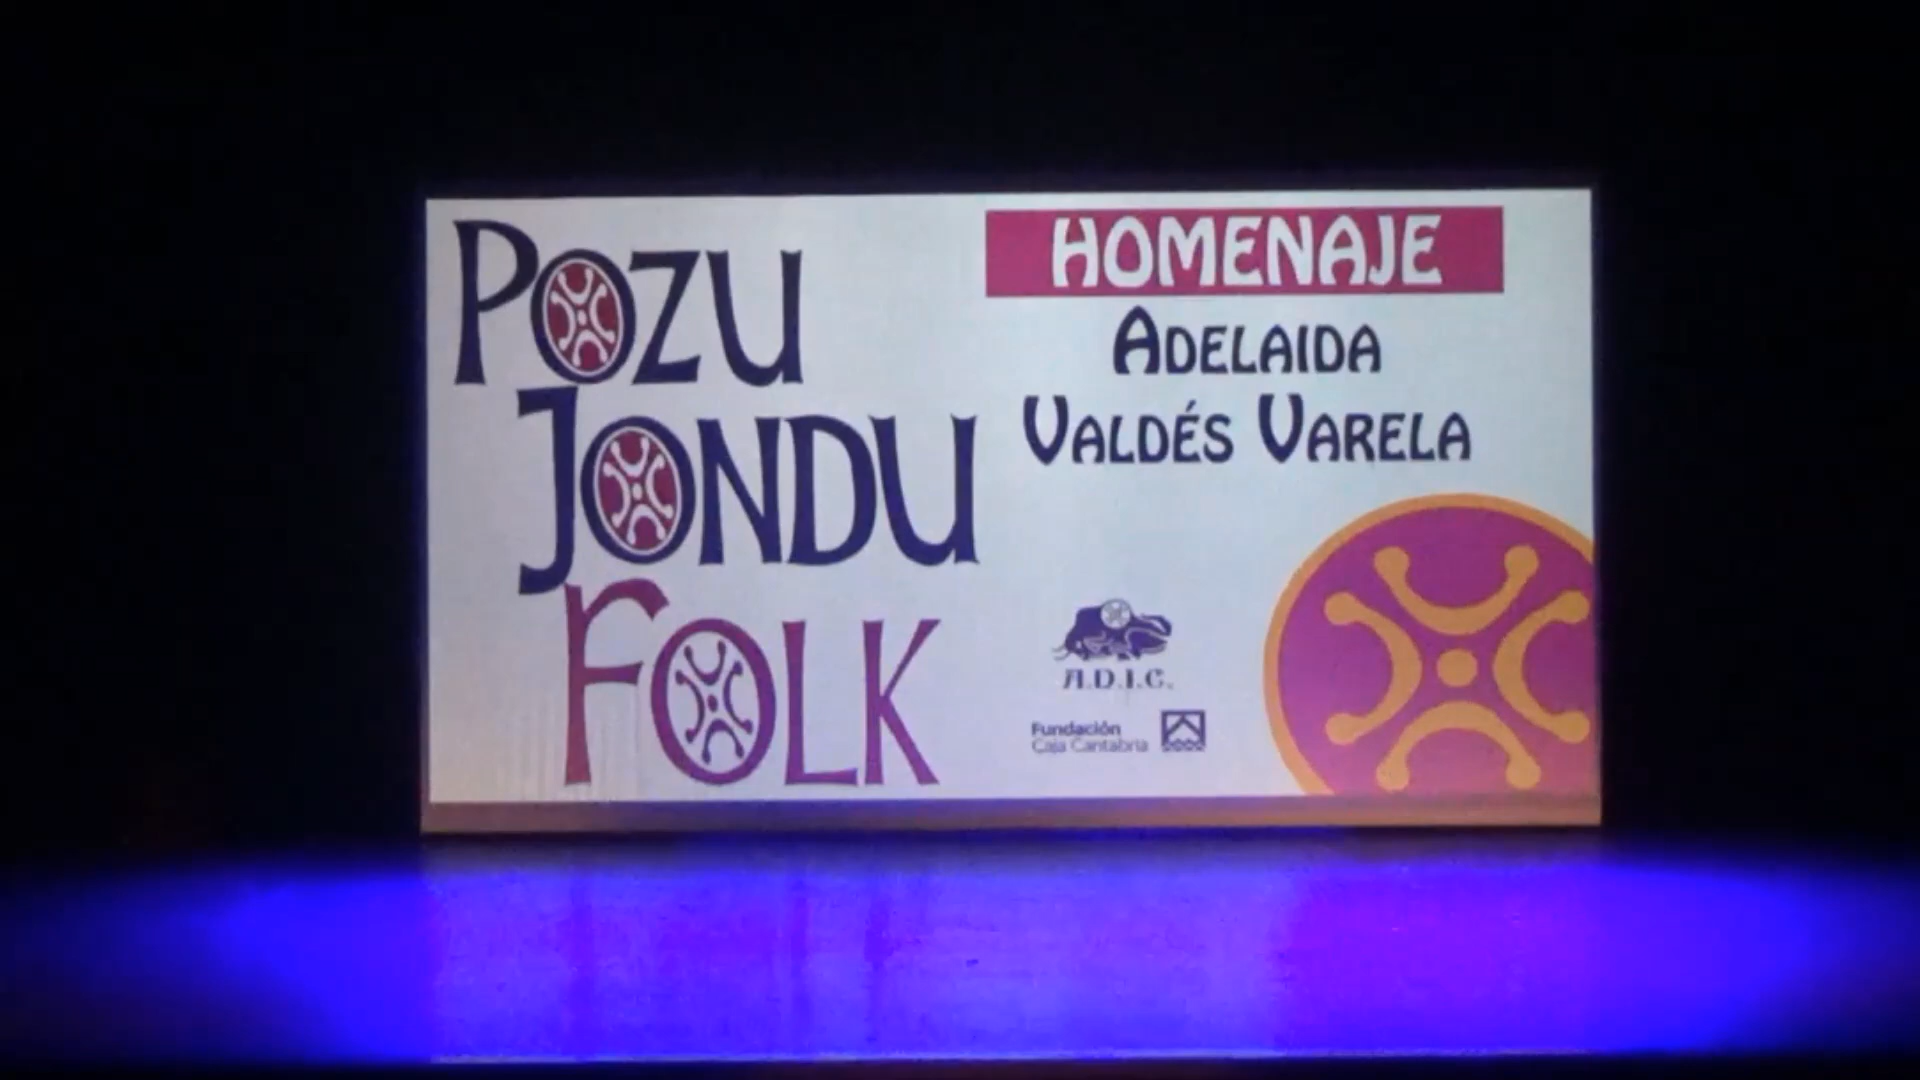 POZU
JONDU
FOLK
HOMENAJE
ADELAIDA
VALDÉS VARELA
A.D.I.C.
Fundación
Caja Cantabria